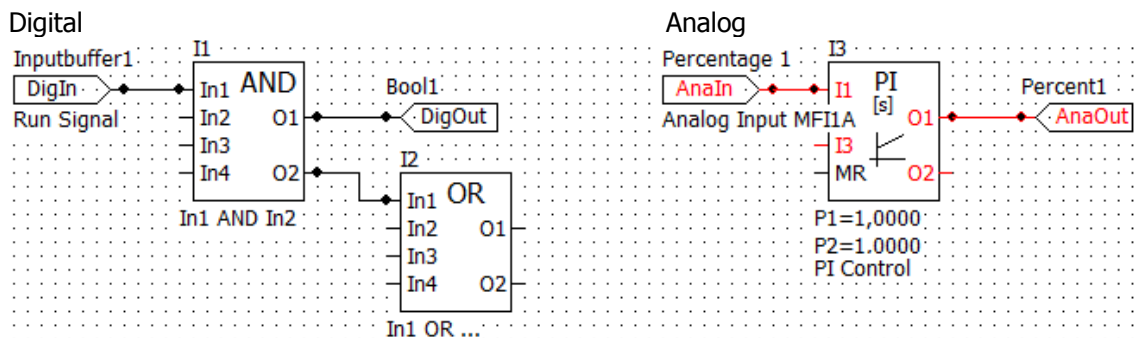 Digital
Inputbuffer1
DigIn
Run Signal
I1
AND
In1
In2
In3
In4
O1
O2
In1 AND In2
Bool1
DigOut
I2
OR
In1
In2
In3
In4
O1
O2
In1 OR ...
Analog
Percentage 1
AnaIn
Analog Input MFI1A
I3
PI
[s]
I1
I3
MR
O1
O2
P1=1,0000
P2=1.0000
PI Control
Percent1
AnaOut